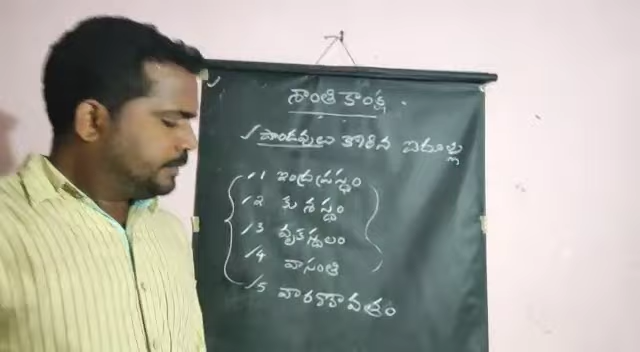 శాంతి కాంక్ష
✓ పాండవులు కోరిన ఐదూళ్లు
1 ఇంద్రప్రస్థం
2 కుశస్థం
3 వృకస్థలం
4 వాసంతి
5 వారణావతం